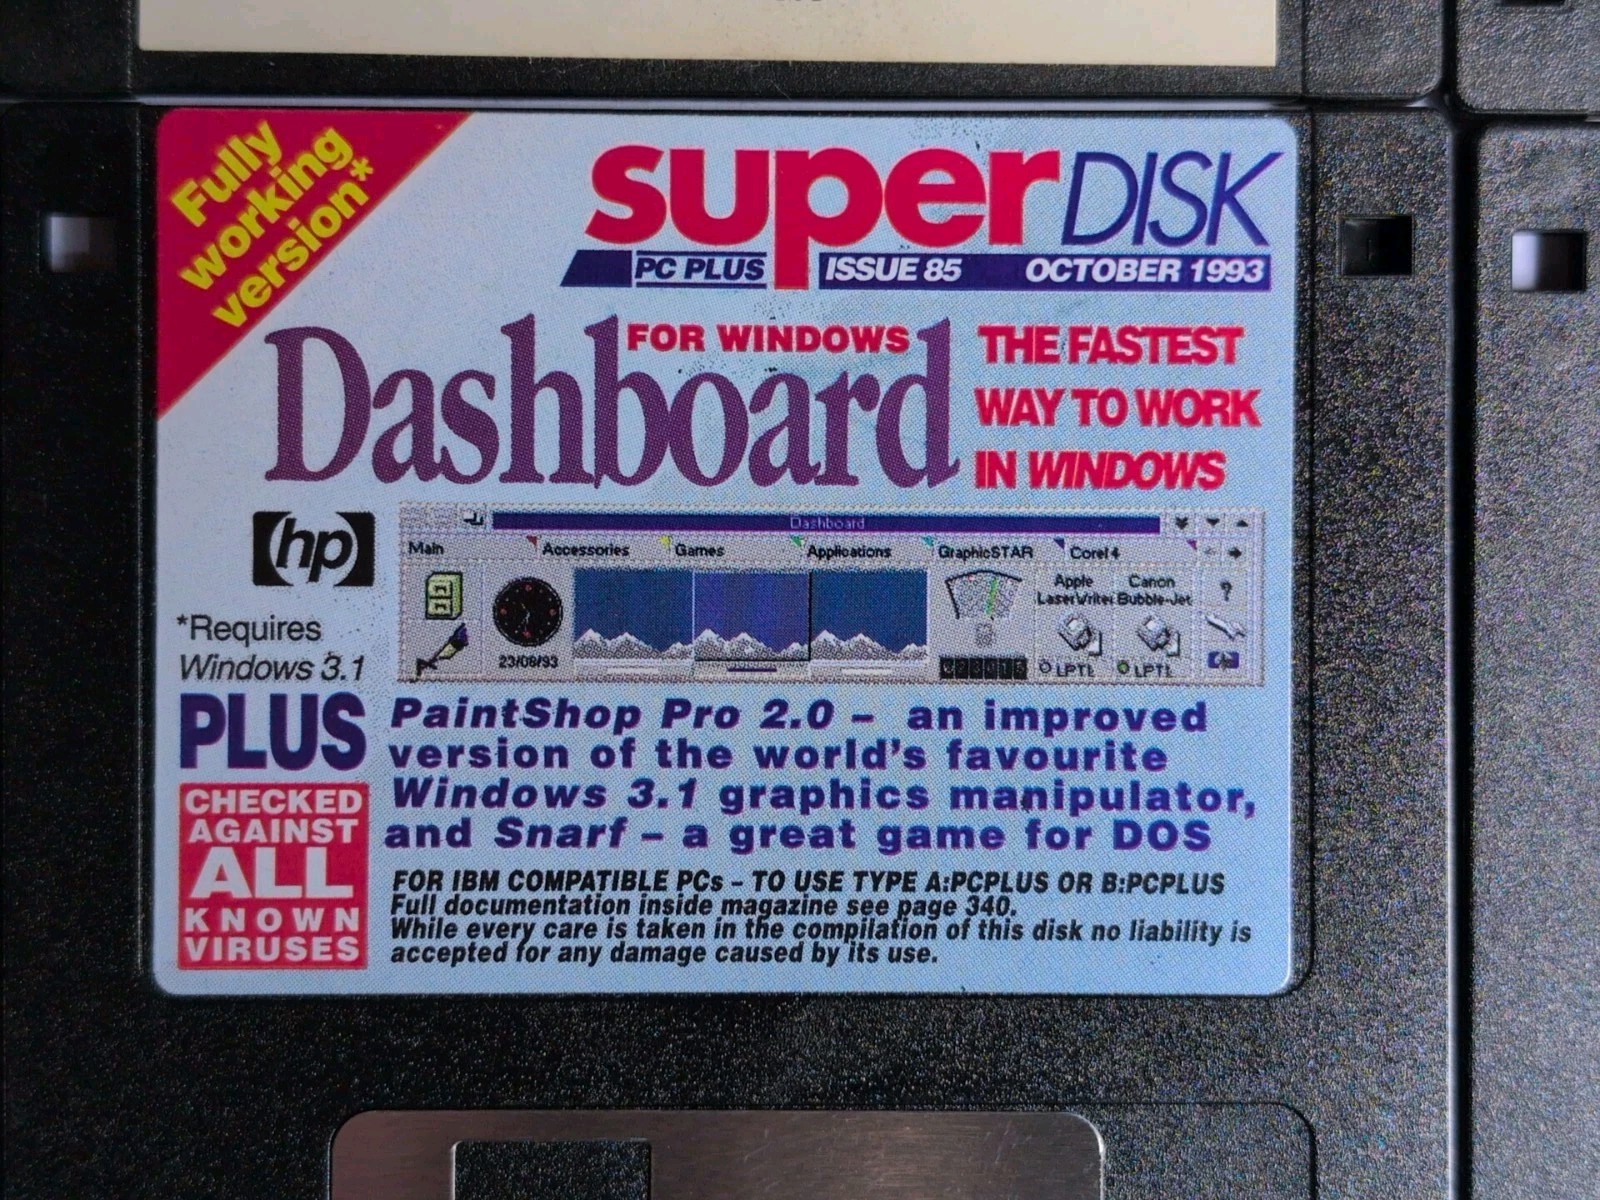 Fully
working
version*
superDISK
PC PLUS ISSUE 85 OCTOBER 1993
FOR WINDOWS
Dashboard
THE FASTEST
WAY TO WORK
IN WINDOWS
hp
Dashboard
Main Accessories Games Applications GraphicSTAR Corel 4
Apple Canon
LaserWriter Bubble-Jet
?
23/08/93
LPT1 LPT1
*Requires
Windows 3.1
PLUS
PaintShop Pro 2.0 – an improved
version of the world's favourite
Windows 3.1 graphics manipulator,
and Snarf – a great game for DOS
CHECKED
AGAINST
ALL
KNOWN
VIRUSES
FOR IBM COMPATIBLE PCs – TO USE TYPE A:PCPLUS OR B:PCPLUS
Full documentation inside magazine see page 340.
While every care is taken in the compilation of this disk no liability is
accepted for any damage caused by its use.